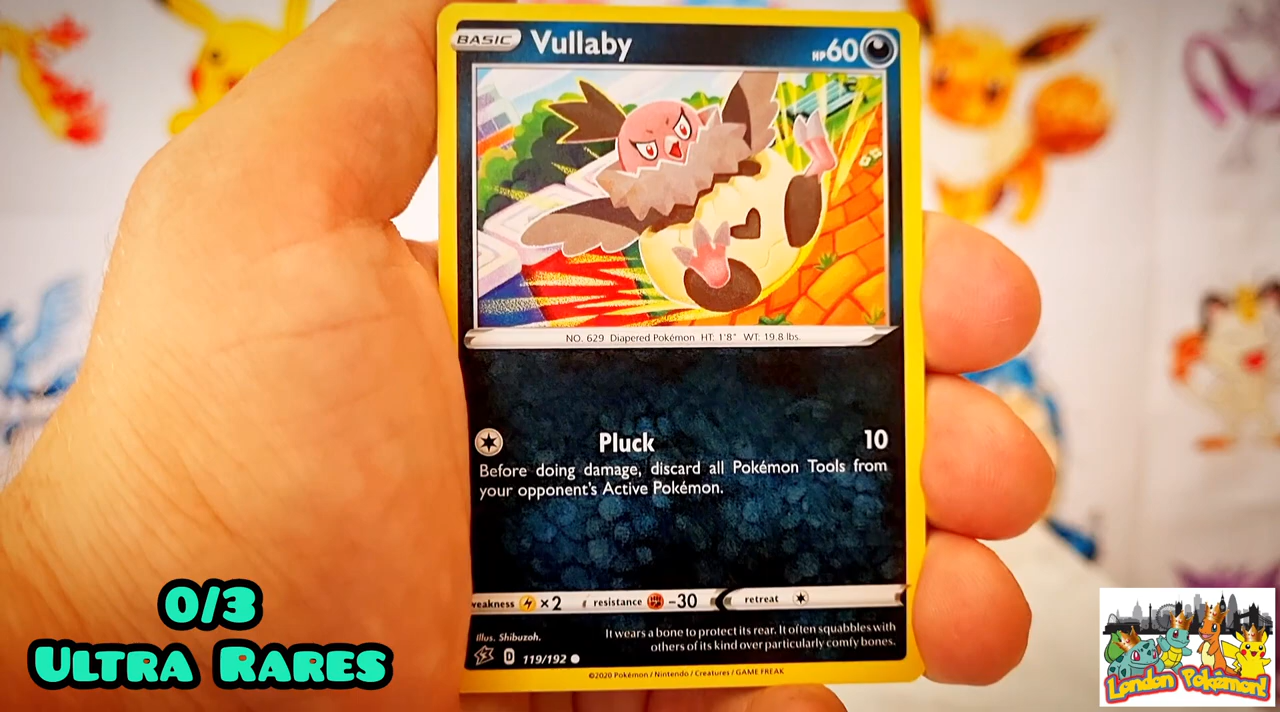 BASIC Vullaby HP60
NO. 629 Diapered Pokémon HT: 1'8" WT: 19.8 lbs.
Pluck 10
Before doing damage, discard all Pokémon Tools from
your opponent's Active Pokémon.
weakness ×2 resistance -30 retreat
Illus. Shibuzoh.
It wears a bone to protect its rear. It often squabbles with
others of its kind over particularly comfy bones.
D 119/192
©2020 Pokémon / Nintendo / Creatures / GAME FREAK
0/3
Ultra Rares
London Pokémon!